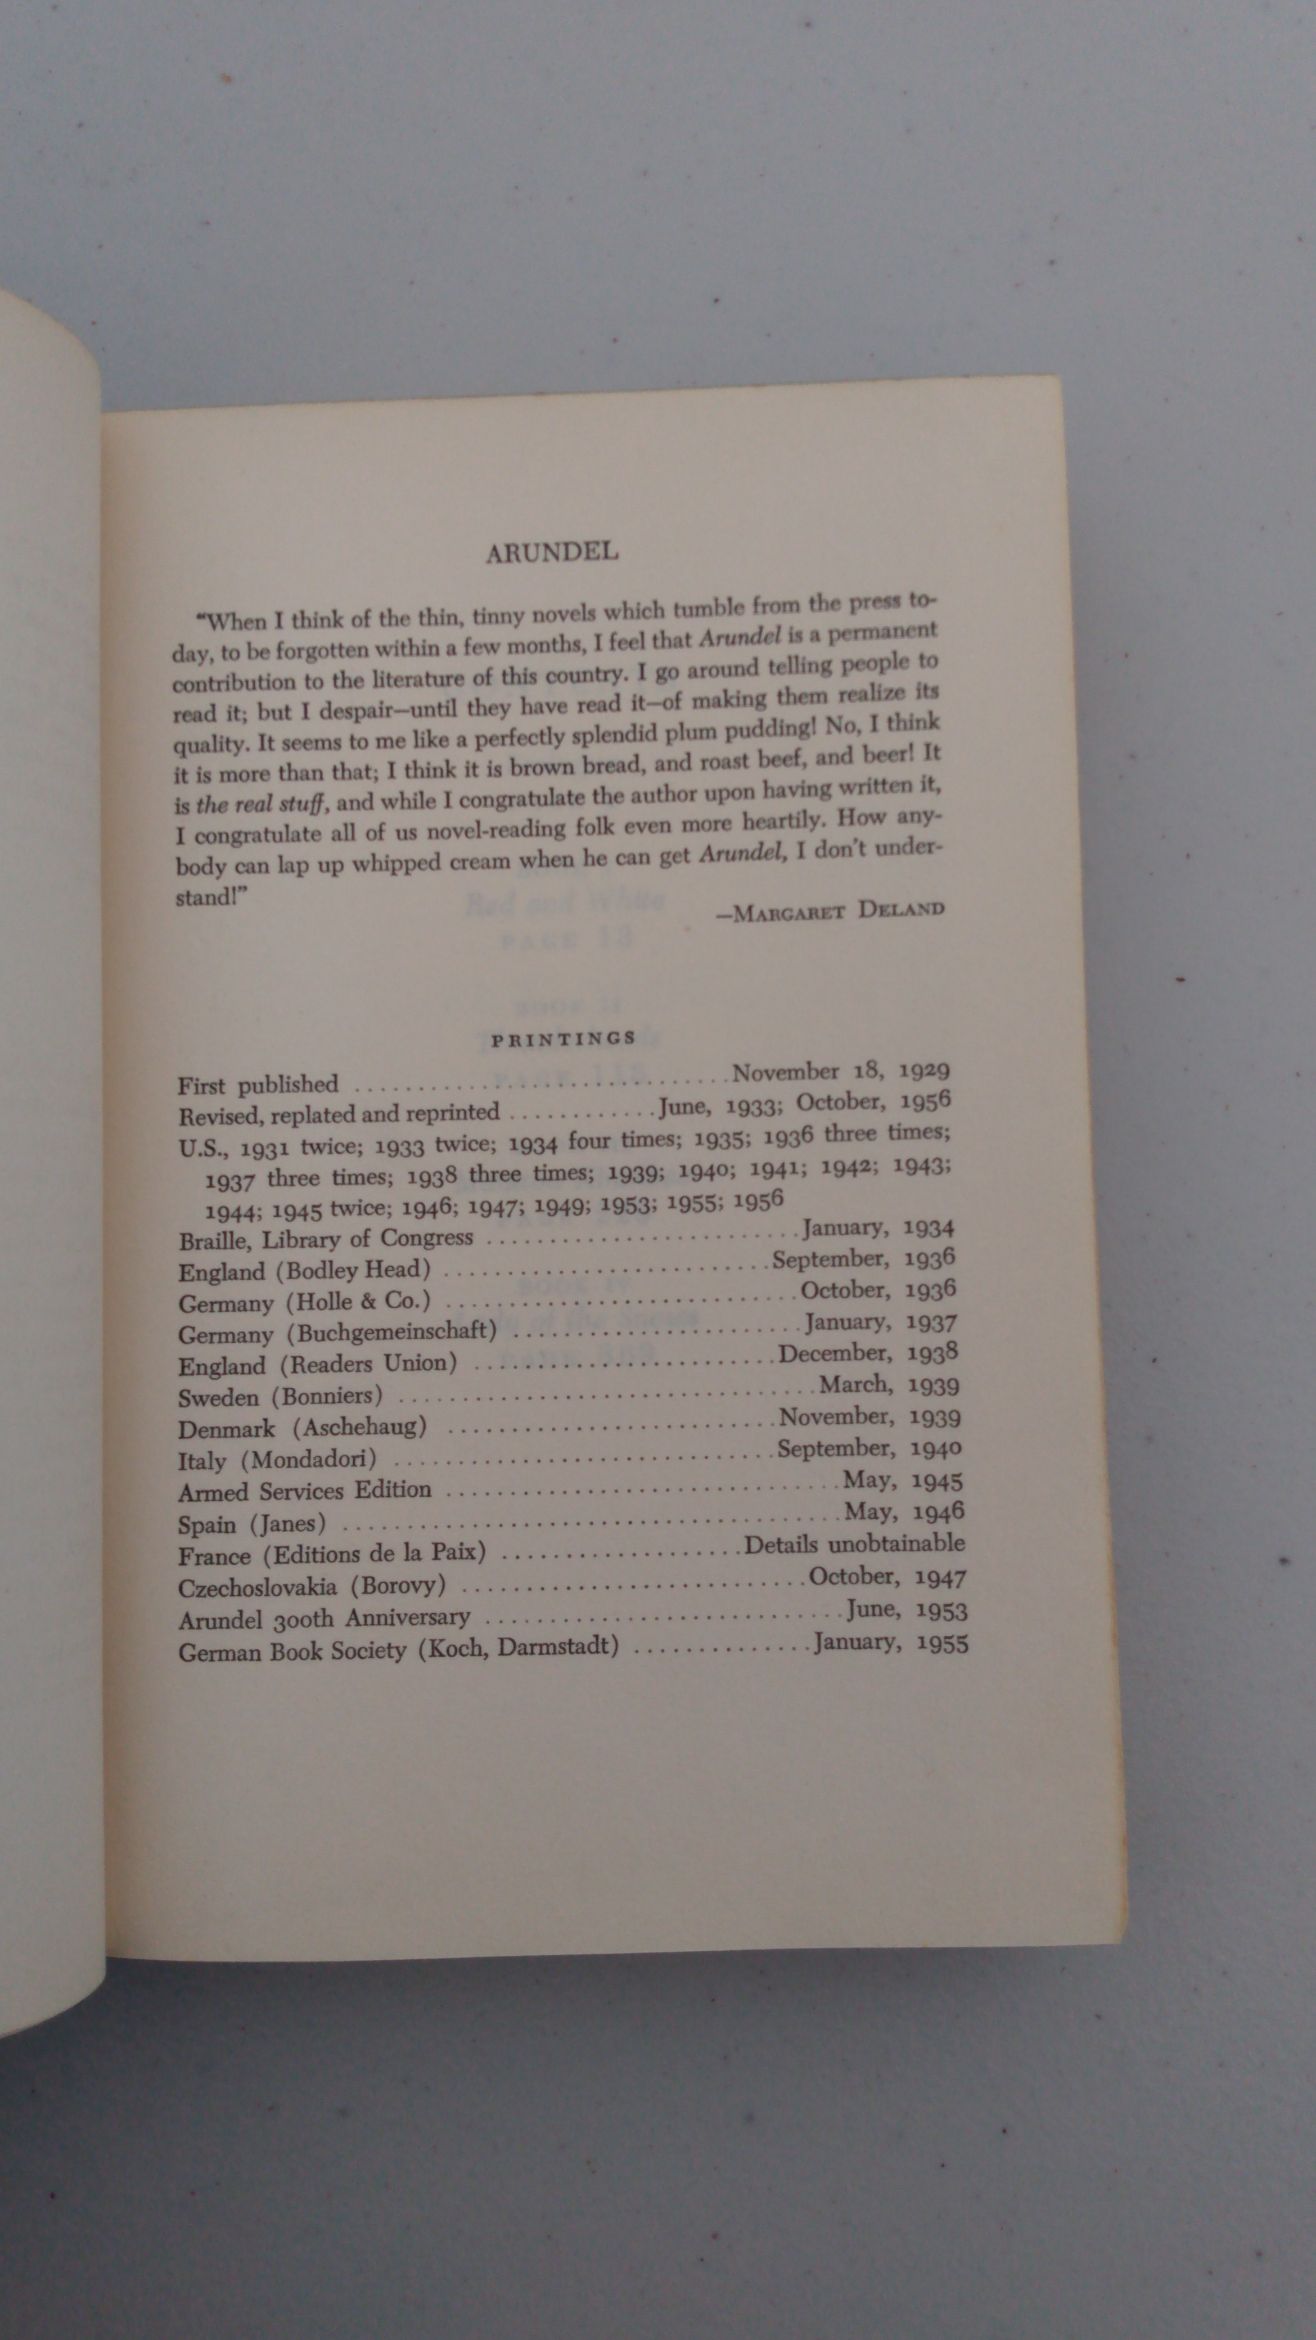 ARUNDEL
“When I think of the thin, tinny novels which tumble from the press to-
day, to be forgotten within a few months, I feel that Arundel is a permanent
contribution to the literature of this country. I go around telling people to
read it; but I despair—until they have read it—of making them realize its
quality. It seems to me like a perfectly splendid plum pudding! No, I think
it is more than that; I think it is brown bread, and roast beef, and beer! It
is the real stuff, and while I congratulate the author upon having written it,
I congratulate all of us novel-reading folk even more heartily. How any-
body can lap up whipped cream when he can get Arundel, I don’t under-
stand!”
—MARGARET DELAND
PRINTINGS
First published ............................. November 18, 1929
Revised, replated and reprinted ............ June, 1933; October, 1956
U.S., 1931 twice; 1933 twice; 1934 four times; 1935; 1936 three times;
1937 three times; 1938 three times; 1939; 1940; 1941; 1942; 1943;
1944; 1945 twice; 1946; 1947; 1949; 1953; 1955; 1956
Braille, Library of Congress ......................... January, 1934
England (Bodley Head) .......................... September, 1936
Germany (Holle & Co.) ............................ October, 1936
Germany (Buchgemeinschaft) ....................... January, 1937
England (Readers Union) ........................ December, 1938
Sweden (Bonniers) ................................. March, 1939
Denmark (Aschehaug) .......................... November, 1939
Italy (Mondadori) .............................. September, 1940
Armed Services Edition ............................... May, 1945
Spain (Janes) ........................................ May, 1946
France (Editions de la Paix) ................... Details unobtainable
Czechoslovakia (Borovy) ........................... October, 1947
Arundel 300th Anniversary ............................ June, 1953
German Book Society (Koch, Darmstadt) .............. January, 1955